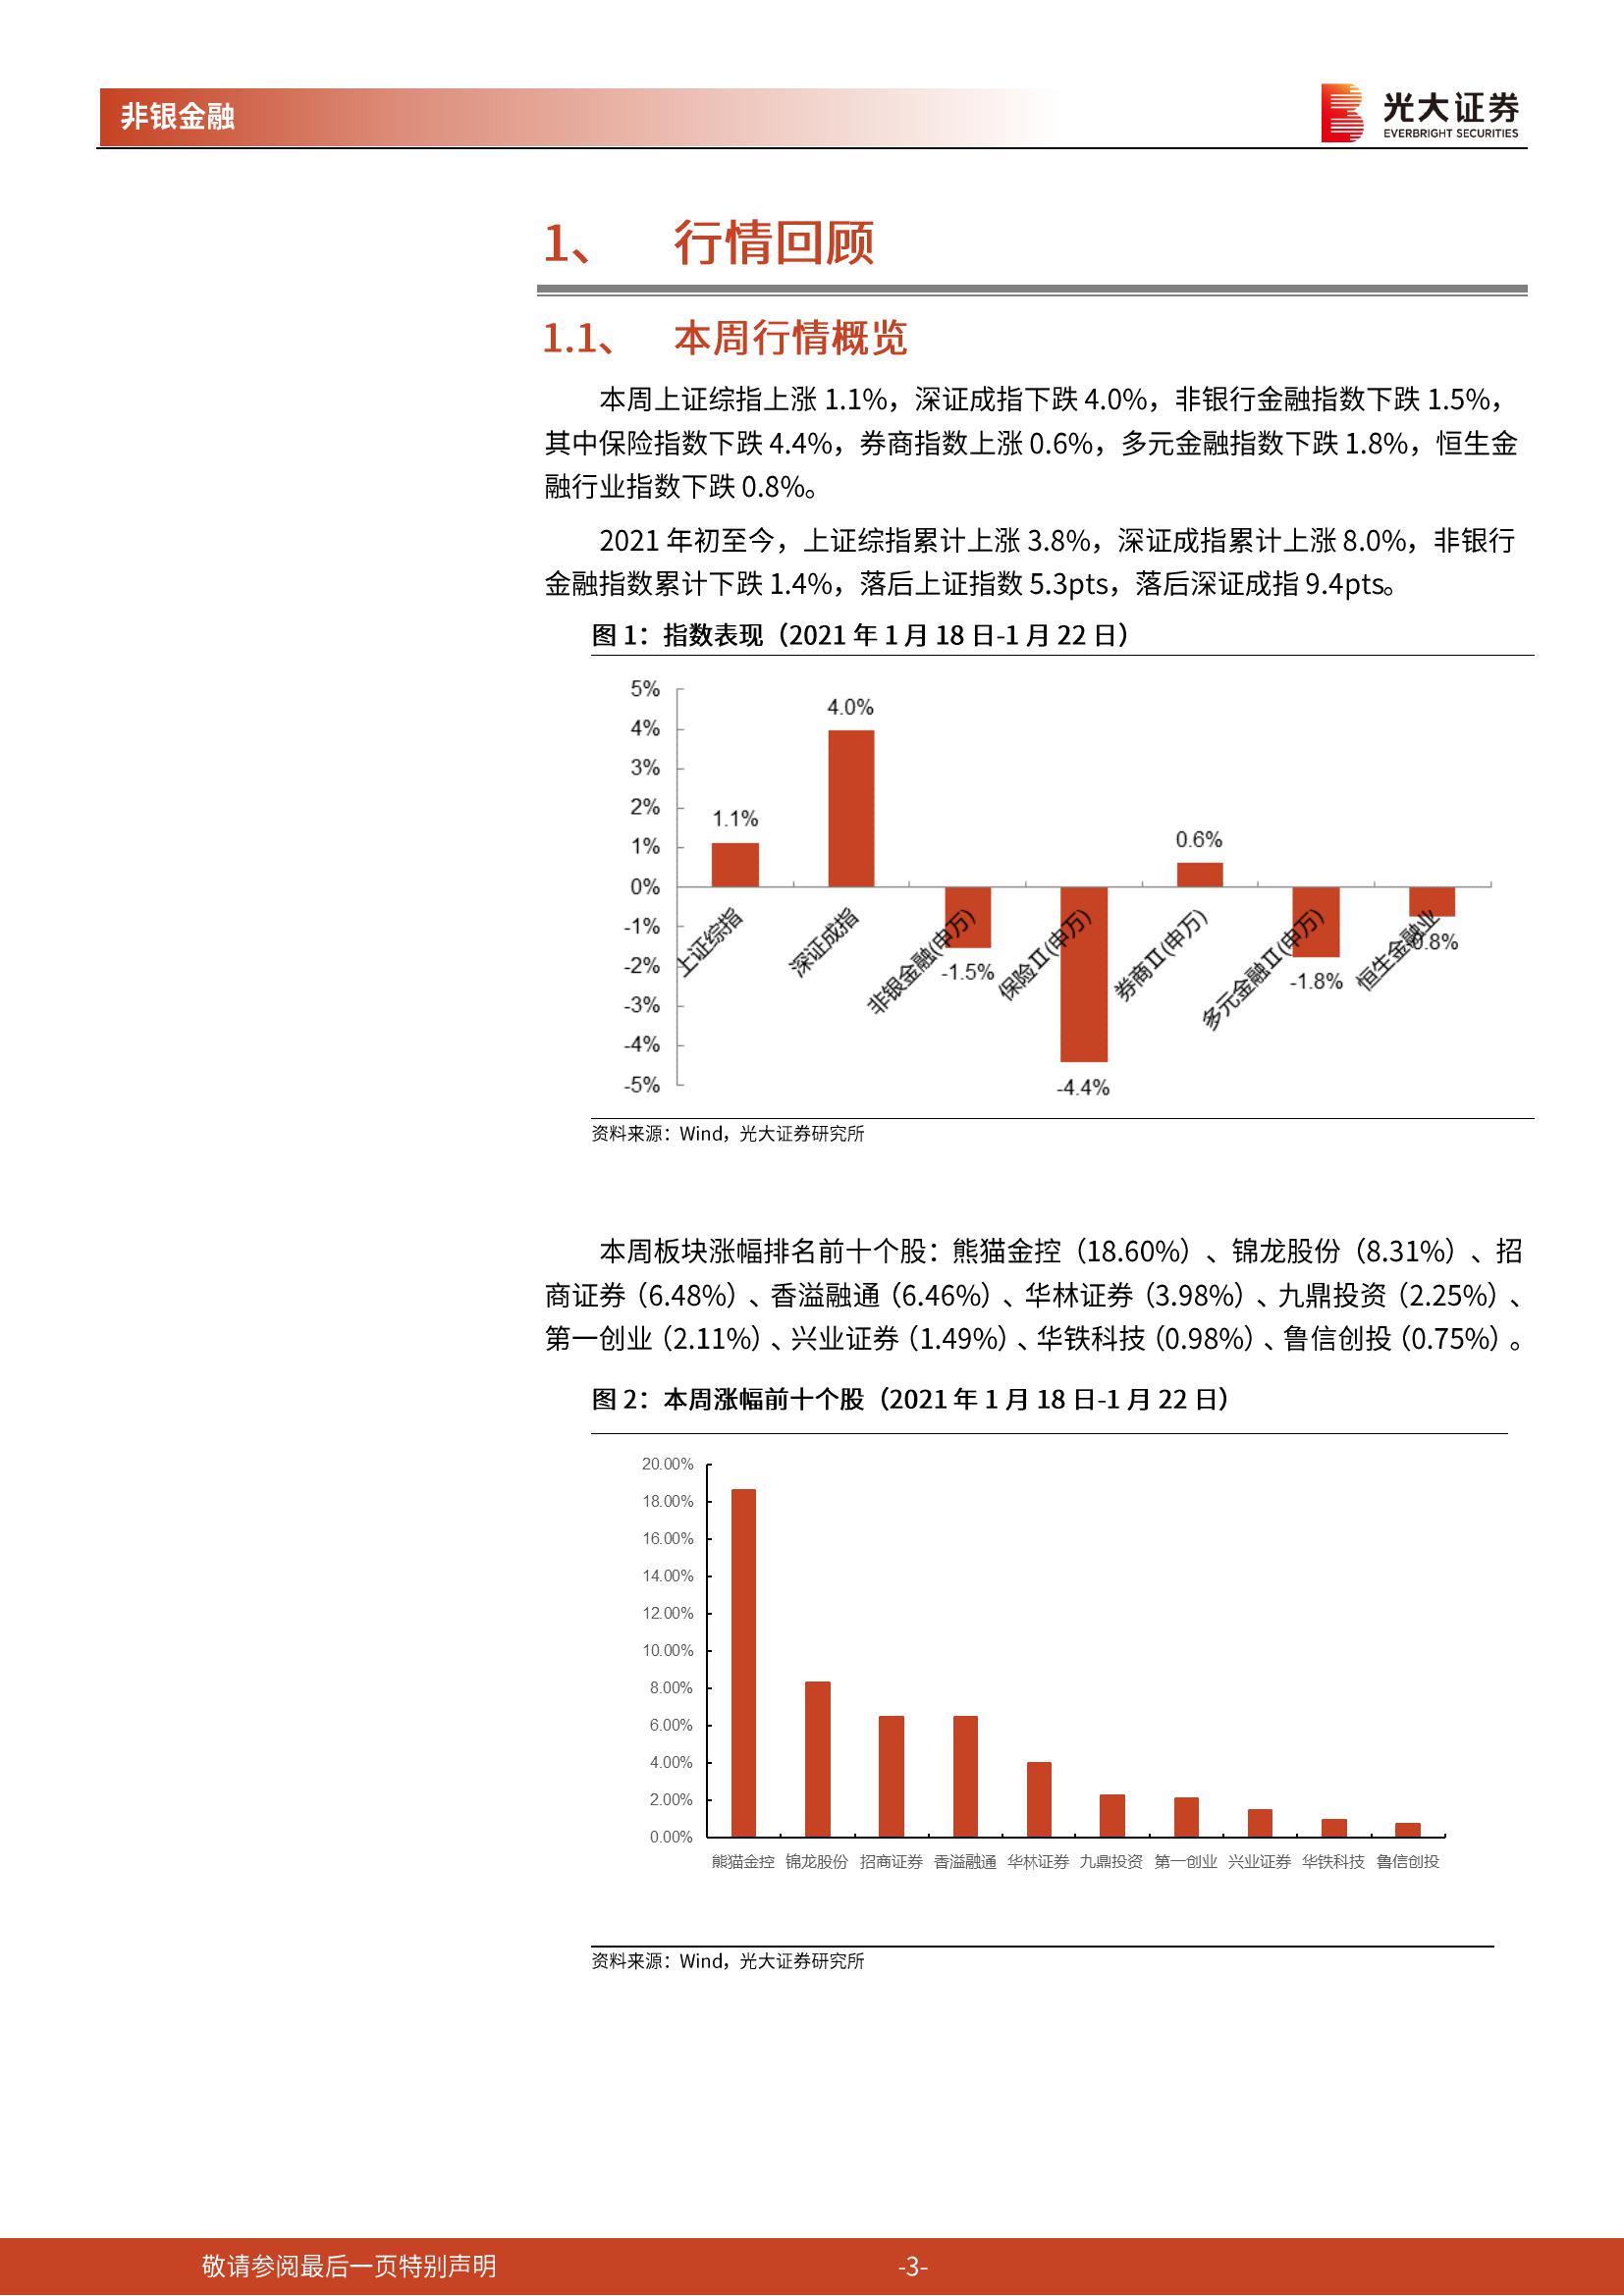 非银金融
光大证券
EVERBRIGHT SECURITIES
1、 行情回顾
1.1、 本周行情概览
本周上证综指上涨 1.1%，深证成指下跌 4.0%，非银行金融指数下跌 1.5%，
其中保险指数下跌 4.4%，券商指数上涨 0.6%，多元金融指数下跌 1.8%，恒生金
融行业指数下跌 0.8%。
2021 年初至今，上证综指累计上涨 3.8%，深证成指累计上涨 8.0%，非银行
金融指数累计下跌 1.4%，落后上证指数 5.3pts，落后深证成指 9.4pts。
图 1：指数表现（2021 年 1 月 18 日-1 月 22 日）
5%
4%
3%
2%
1%
0%
-1%
-2%
-3%
-4%
-5%
1.1%
4.0%
-1.5%
-4.4%
0.6%
-1.8%
-0.8%
上证综指
深证成指
非银金融(申万)
保险Ⅱ(申万)
券商Ⅱ(申万)
多元金融Ⅱ(申万)
恒生金融业
资料来源：Wind，光大证券研究所
本周板块涨幅排名前十个股：熊猫金控（18.60%）、锦龙股份（8.31%）、招
商证券（6.48%）、香溢融通（6.46%）、华林证券（3.98%）、九鼎投资（2.25%）、
第一创业（2.11%）、兴业证券（1.49%）、华铁科技（0.98%）、鲁信创投（0.75%）。
图 2：本周涨幅前十个股（2021 年 1 月 18 日-1 月 22 日）
20.00%
18.00%
16.00%
14.00%
12.00%
10.00%
8.00%
6.00%
4.00%
2.00%
0.00%
熊猫金控 锦龙股份 招商证券 香溢融通 华林证券 九鼎投资 第一创业 兴业证券 华铁科技 鲁信创投
资料来源：Wind，光大证券研究所
敬请参阅最后一页特别声明 -3-